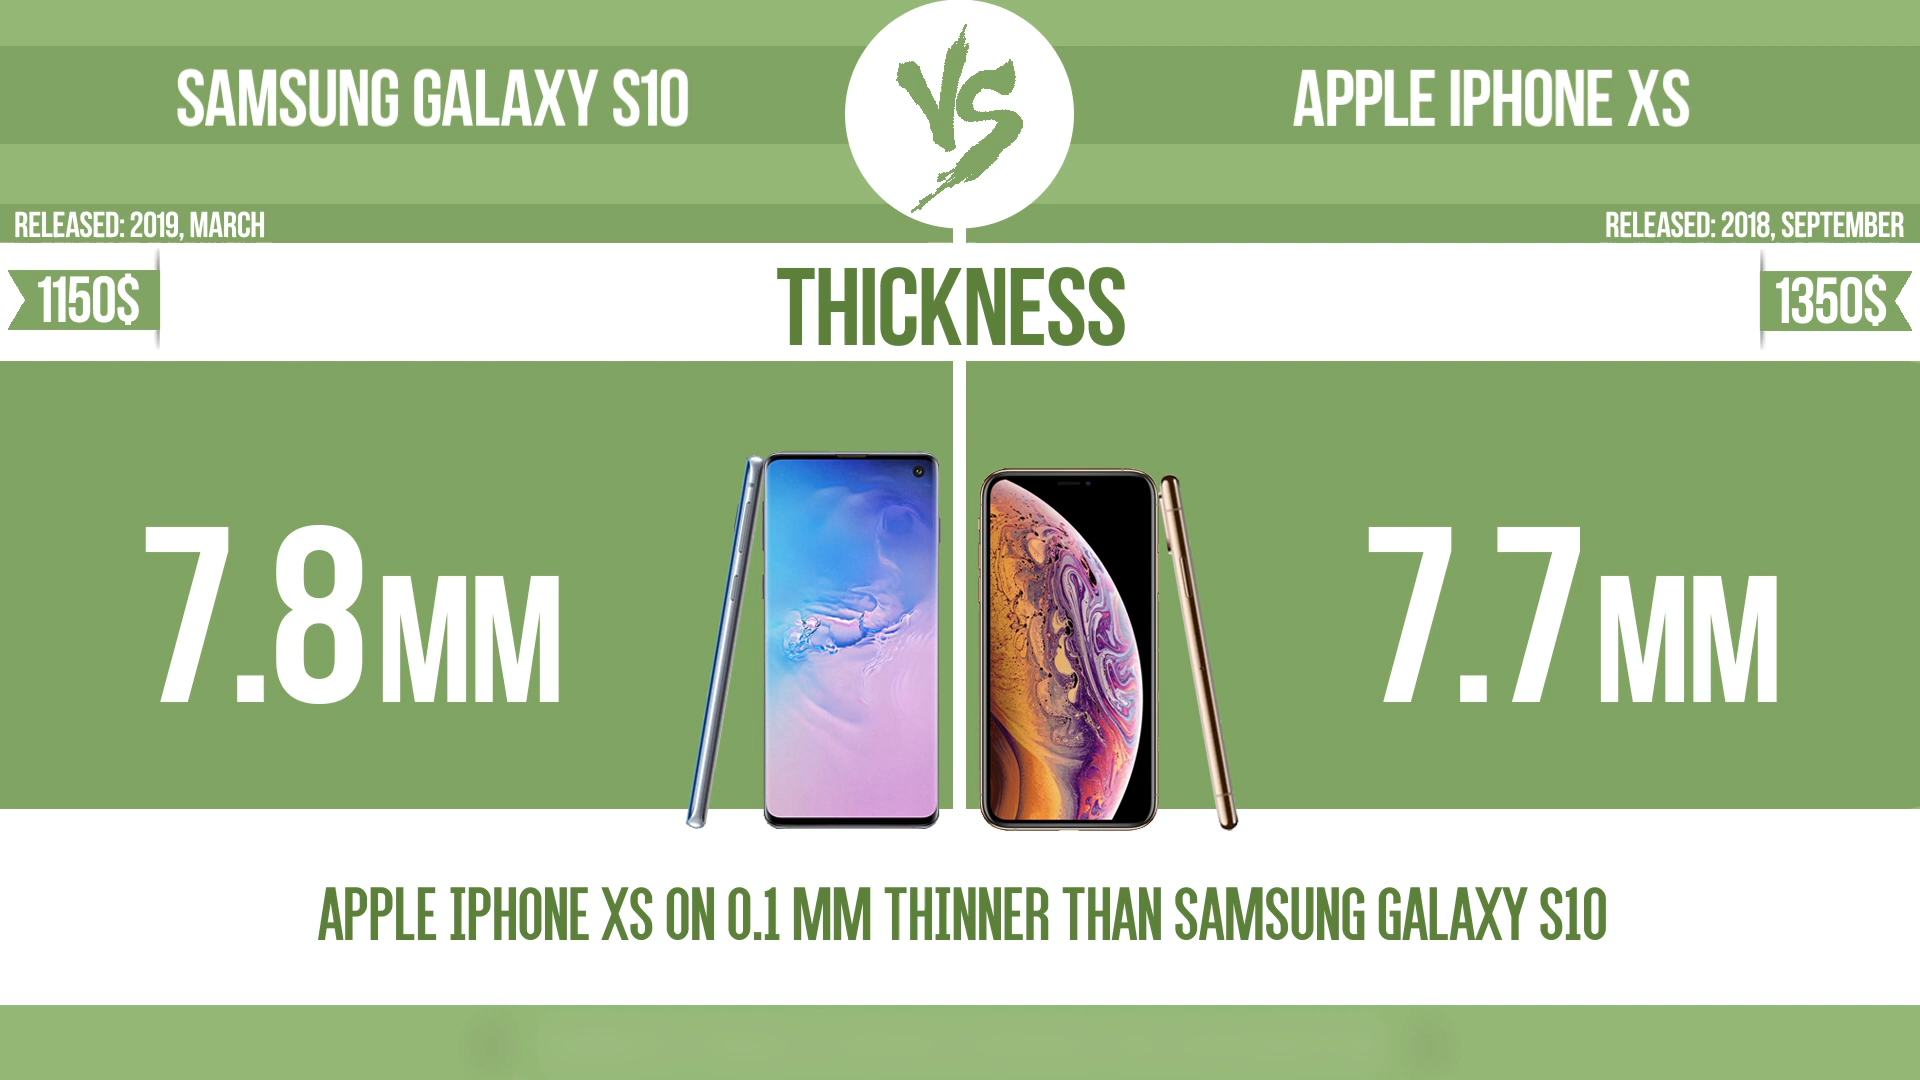 SAMSUNG GALAXY S10
VS
APPLE IPHONE XS
RELEASED: 2019, MARCH
RELEASED: 2018, SEPTEMBER
1150$
THICKNESS
1350$
7.8MM
7.7MM
APPLE IPHONE XS ON 0.1 MM THINNER THAN SAMSUNG GALAXY S10